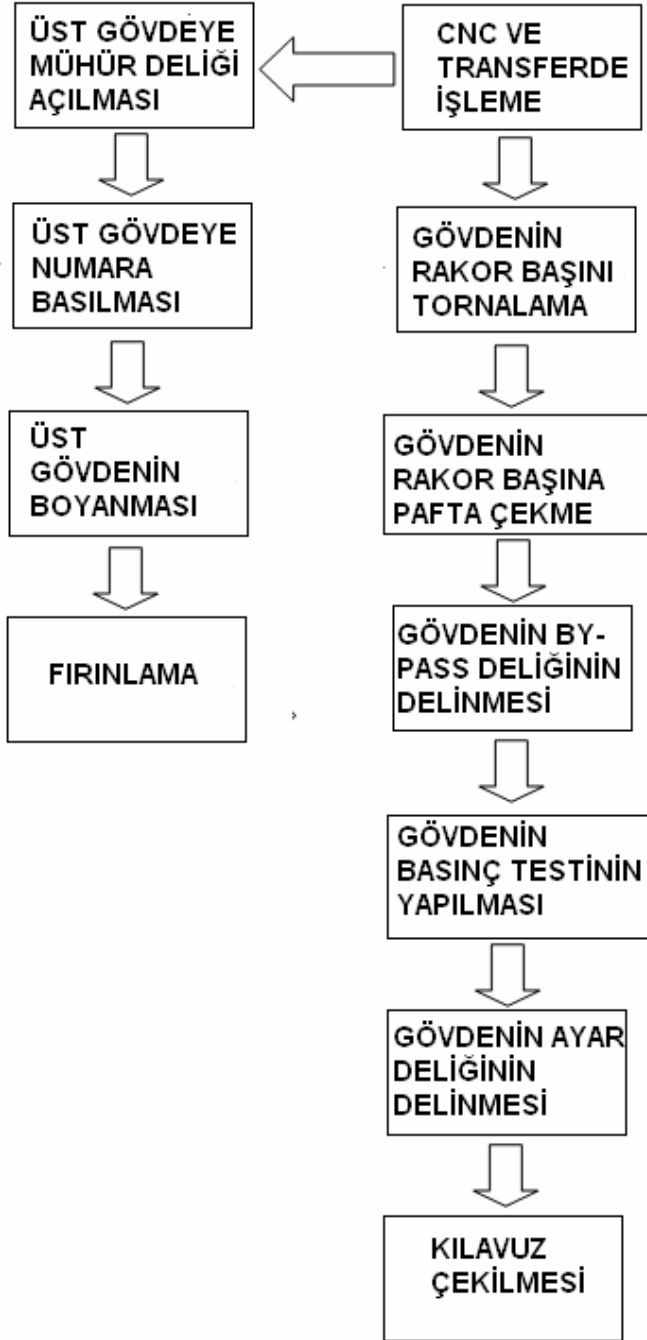 ÜST GÖVDEYE
MÜHÜR DELİĞİ
AÇILMASI
CNC VE
TRANSFERDE
İŞLEME
ÜST GÖVDEYE
NUMARA
BASILMASI
GÖVDENİN
RAKOR BAŞINI
TORNALAMA
ÜST
GÖVDENİN
BOYANMASI
GÖVDENİN
RAKOR BAŞINA
PAFTA ÇEKME
FIRINLAMA
GÖVDENİN BY-
PASS DELİĞİNİN
DELİNMESİ
GÖVDENİN
BASINÇ TESTİNİN
YAPILMASI
GÖVDENİN AYAR
DELİĞİNİN
DELİNMESİ
KILAVUZ
ÇEKİLMESİ